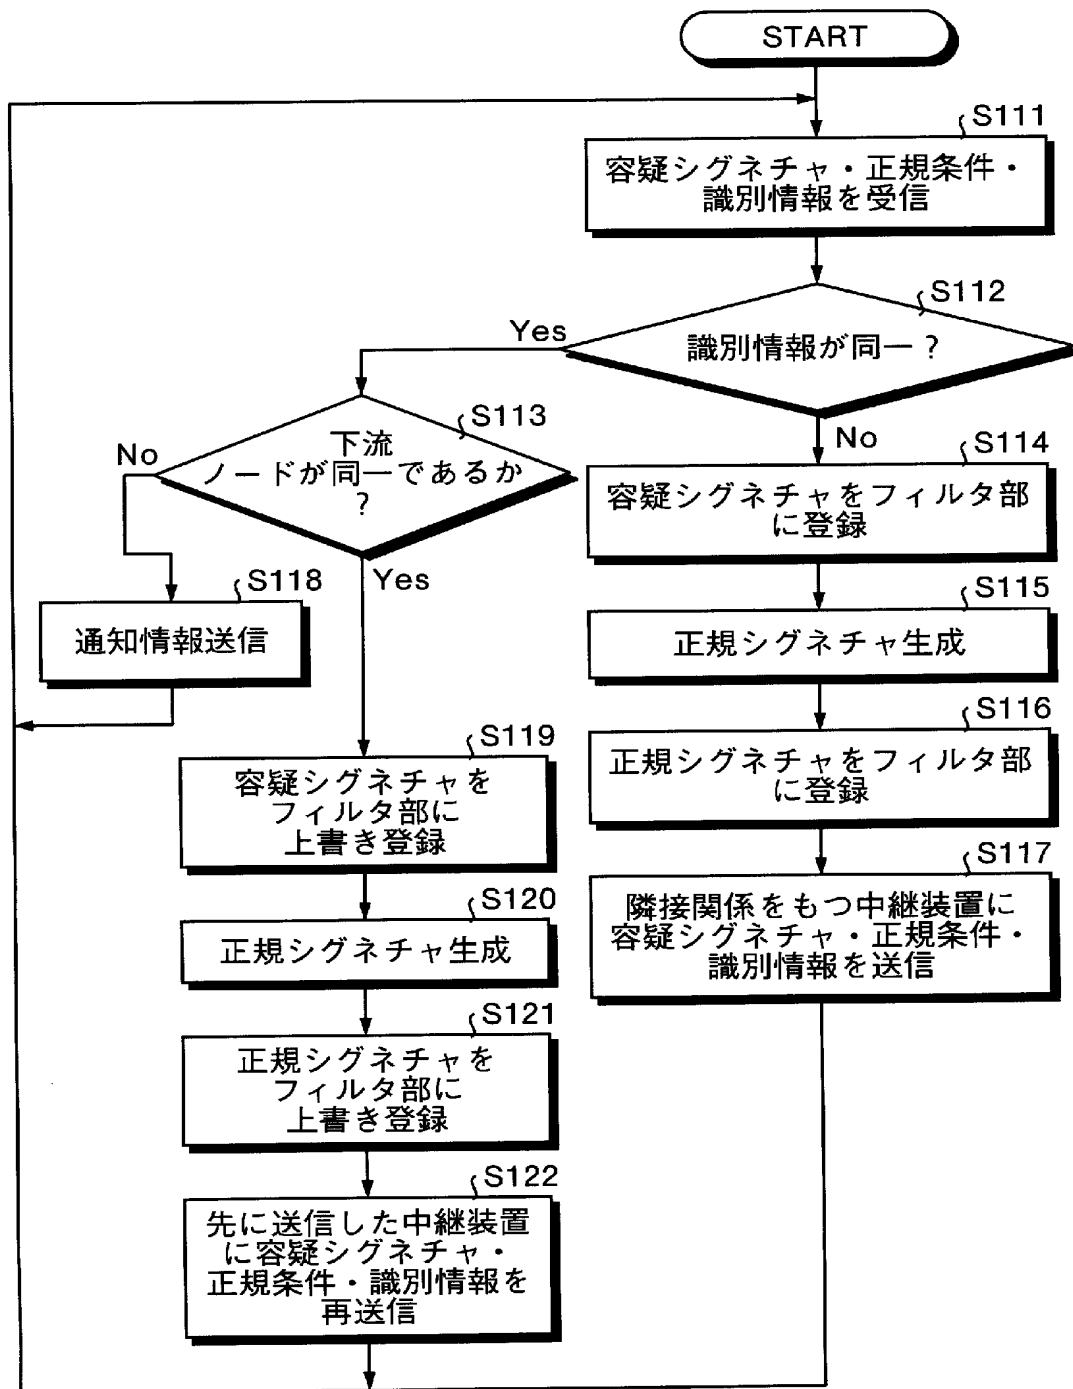 START
S111
容疑シグネチャ・正規条件・
識別情報を受信
S112
Yes
識別情報が同一？
No
S113
下流
ノードが同一であるか
？
No
Yes
S114
容疑シグネチャをフィルタ部
に登録
S115
正規シグネチャ生成
S116
正規シグネチャをフィルタ部
に登録
S117
隣接関係をもつ中継装置に
容疑シグネチャ・正規条件・
識別情報を送信
S118
通知情報送信
S119
容疑シグネチャを
フィルタ部に
上書き登録
S120
正規シグネチャ生成
S121
正規シグネチャを
フィルタ部に
上書き登録
S122
先に送信した中継装置
に容疑シグネチャ・
正規条件・識別情報を
再送信